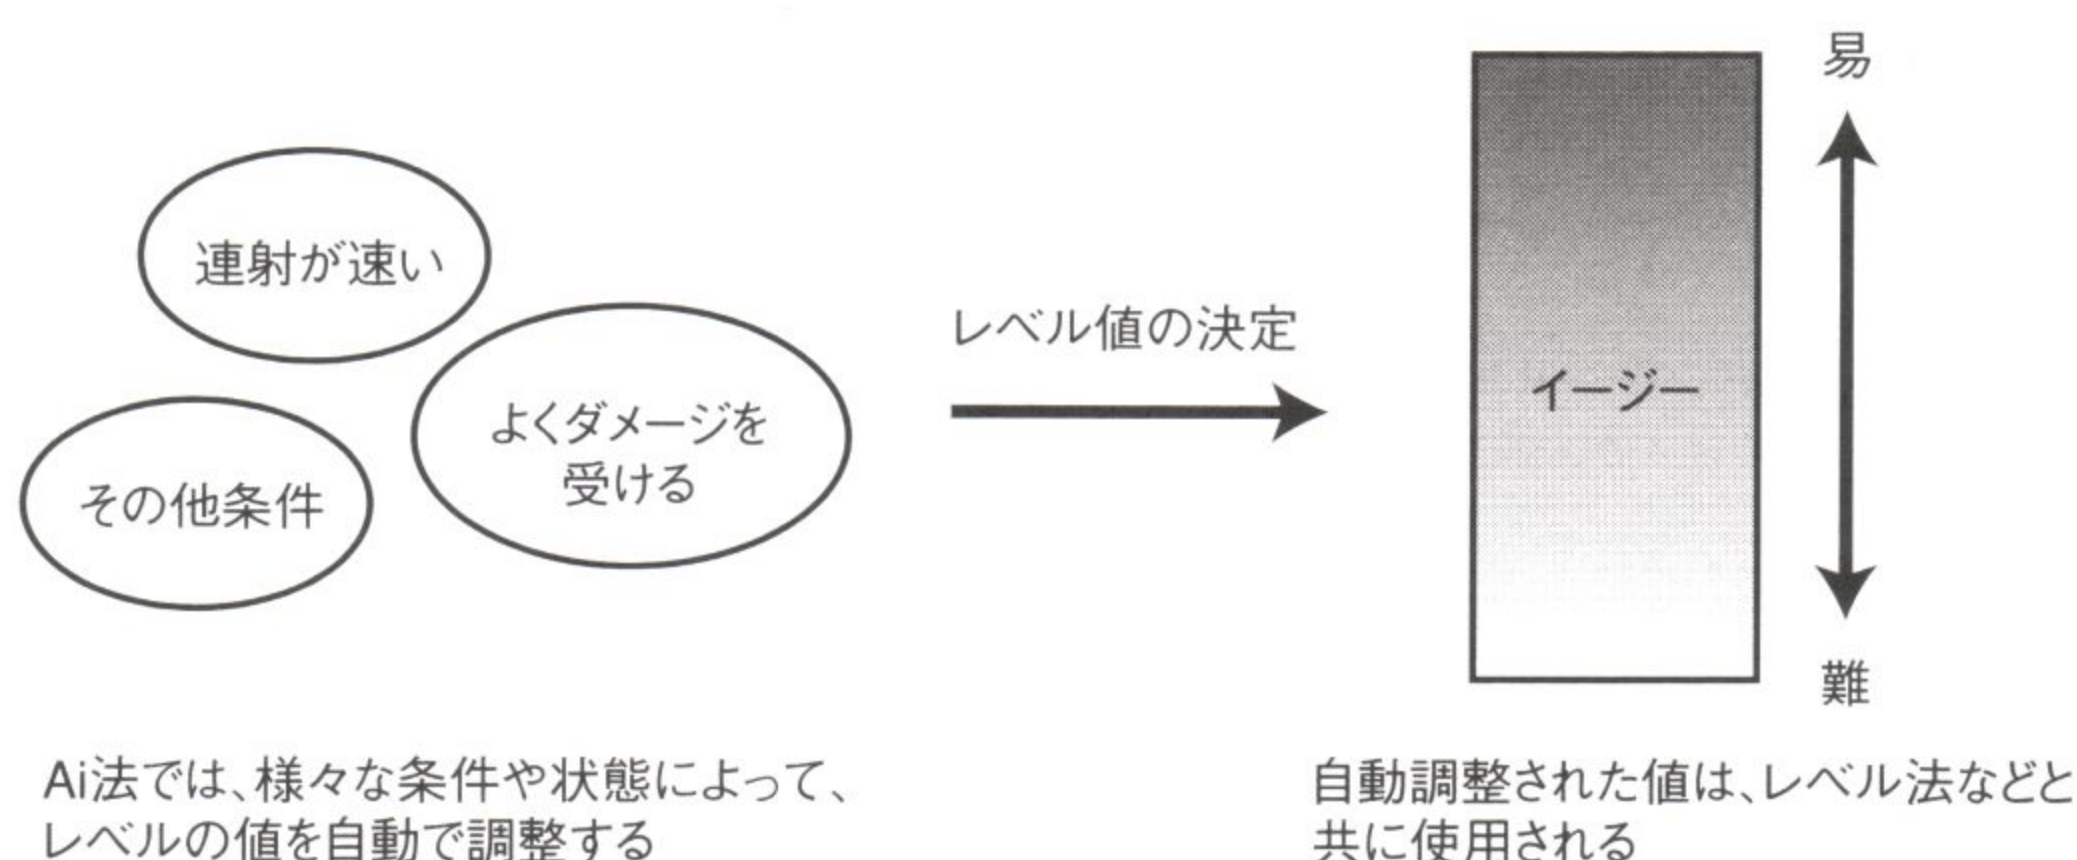 連射が速い
よくダメージを
受ける
その他条件
レベル値の決定
イージー
易
難
Ai法では、様々な条件や状態によって、
レベルの値を自動で調整する
自動調整された値は、レベル法などと
共に使用される